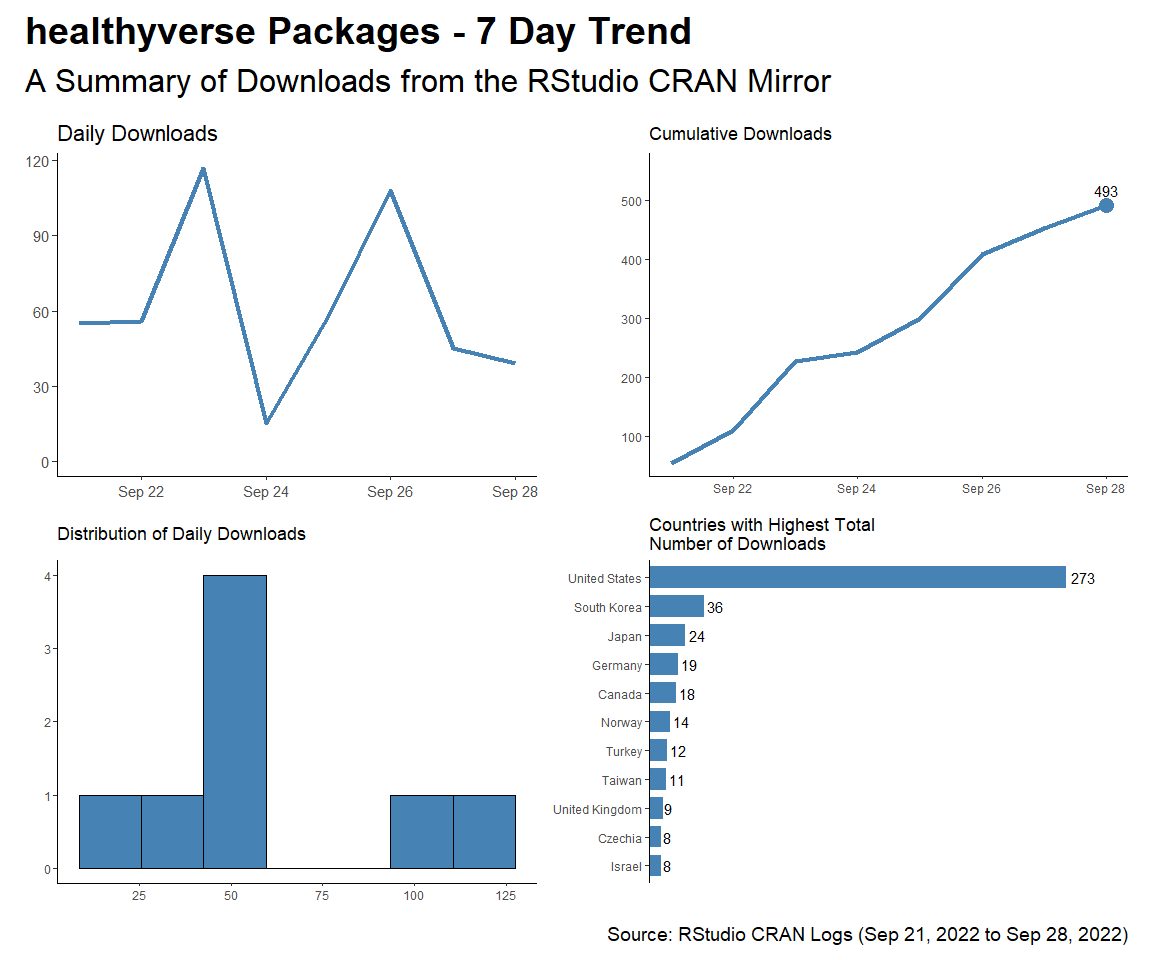 healthyverse Packages - 7 Day Trend
A Summary of Downloads from the RStudio CRAN Mirror
Daily Downloads
120
90
60
30
0
Sep 22 Sep 24 Sep 26 Sep 28
Cumulative Downloads
493
500
400
300
200
100
Sep 22 Sep 24 Sep 26 Sep 28
Distribution of Daily Downloads
4
3
2
1
0
25 50 75 100 125
Countries with Highest Total
Number of Downloads
United States 273
South Korea 36
Japan 24
Germany 19
Canada 18
Norway 14
Turkey 12
Taiwan 11
United Kingdom 9
Czechia 8
Israel 8
Source: RStudio CRAN Logs (Sep 21, 2022 to Sep 28, 2022)